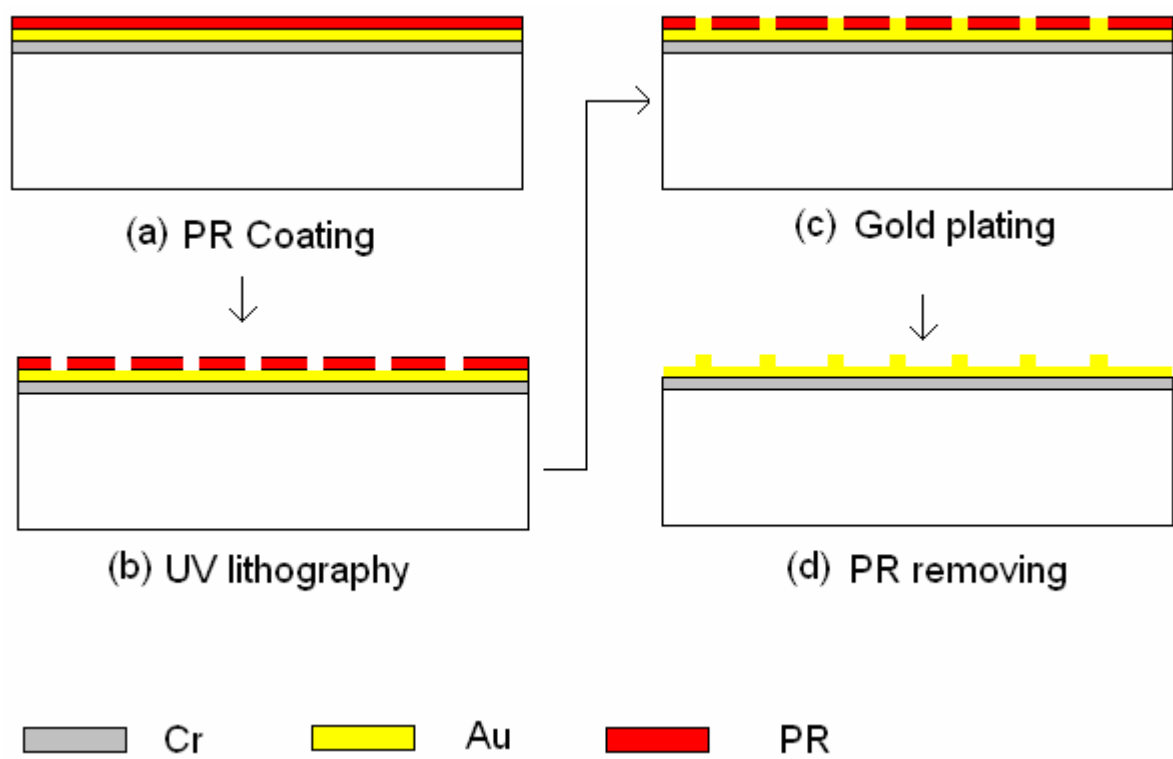 (a) PR Coating
(b) UV lithography
(c) Gold plating
(d) PR removing
Cr Au PR